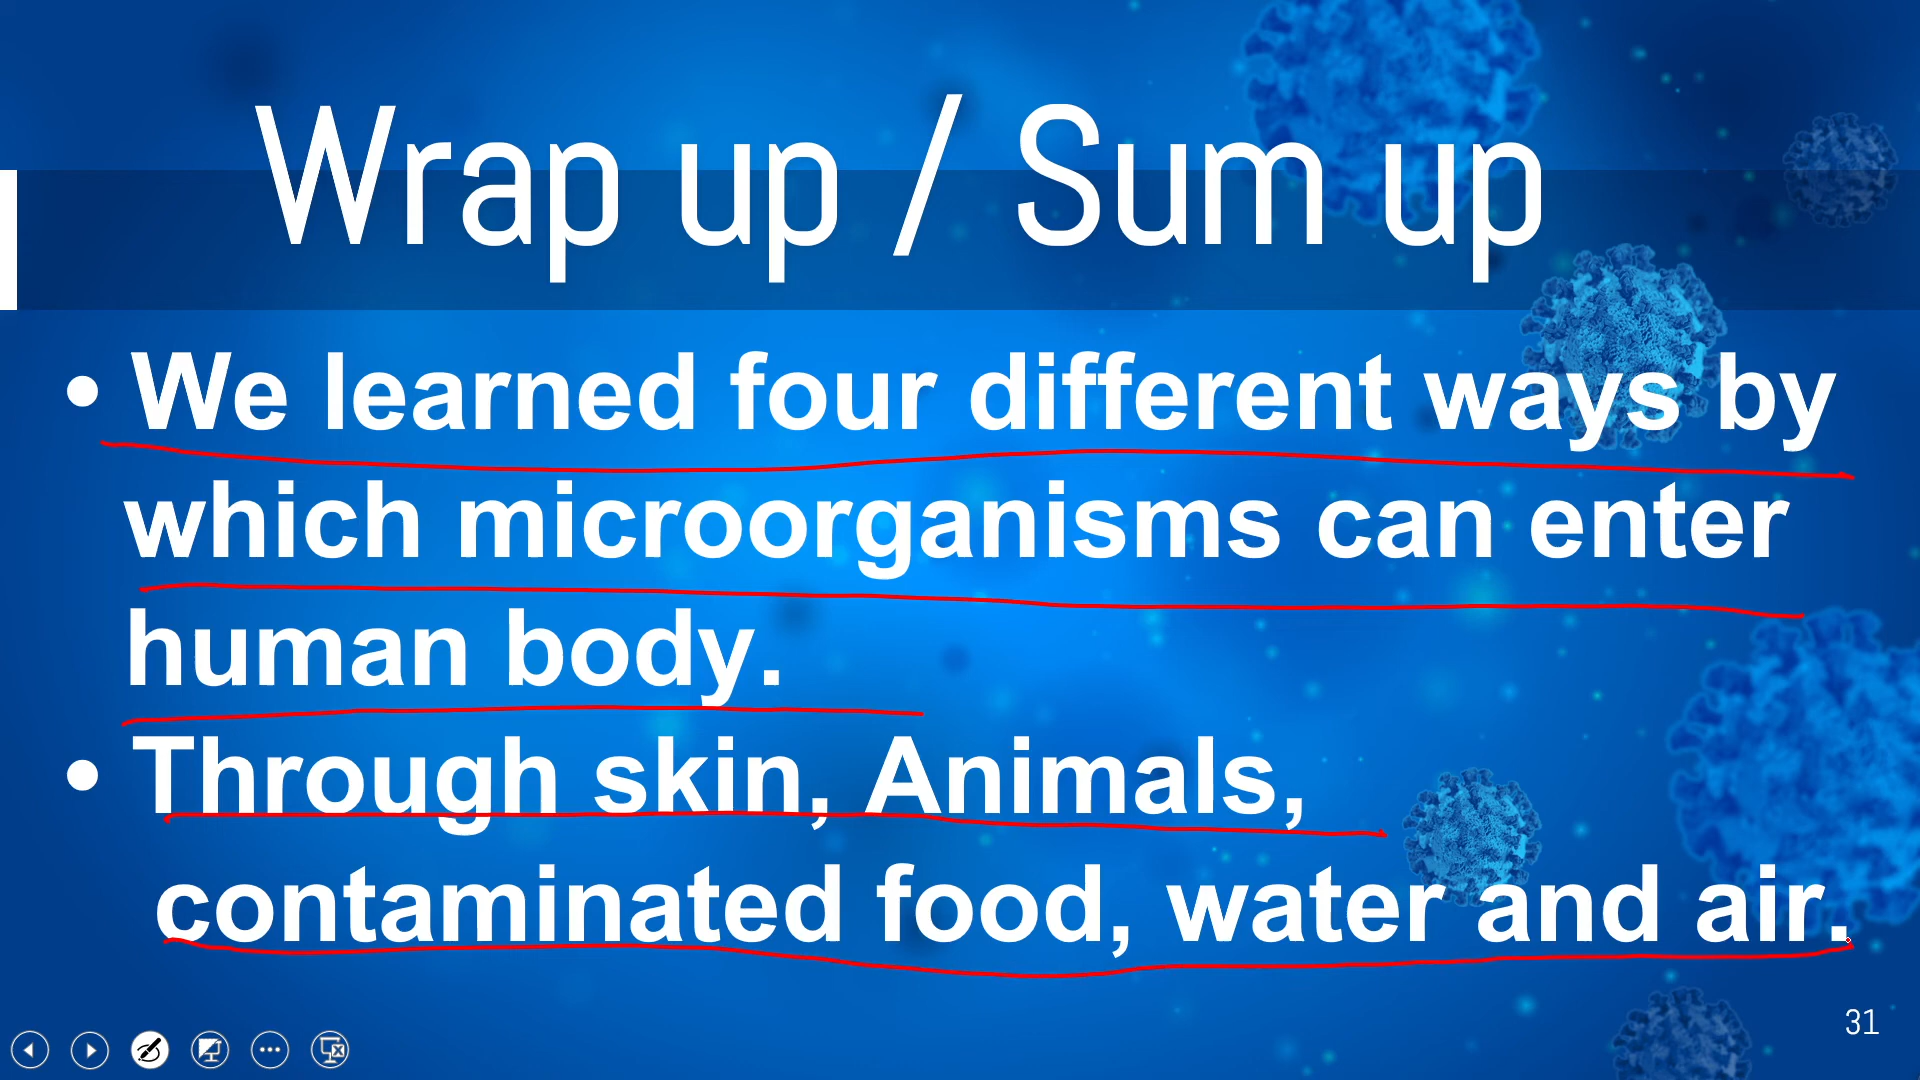 Wrap up / Sum up
• We learned four different ways by
which microorganisms can enter
human body.
• Through skin, Animals,
contaminated food, water and air.
31